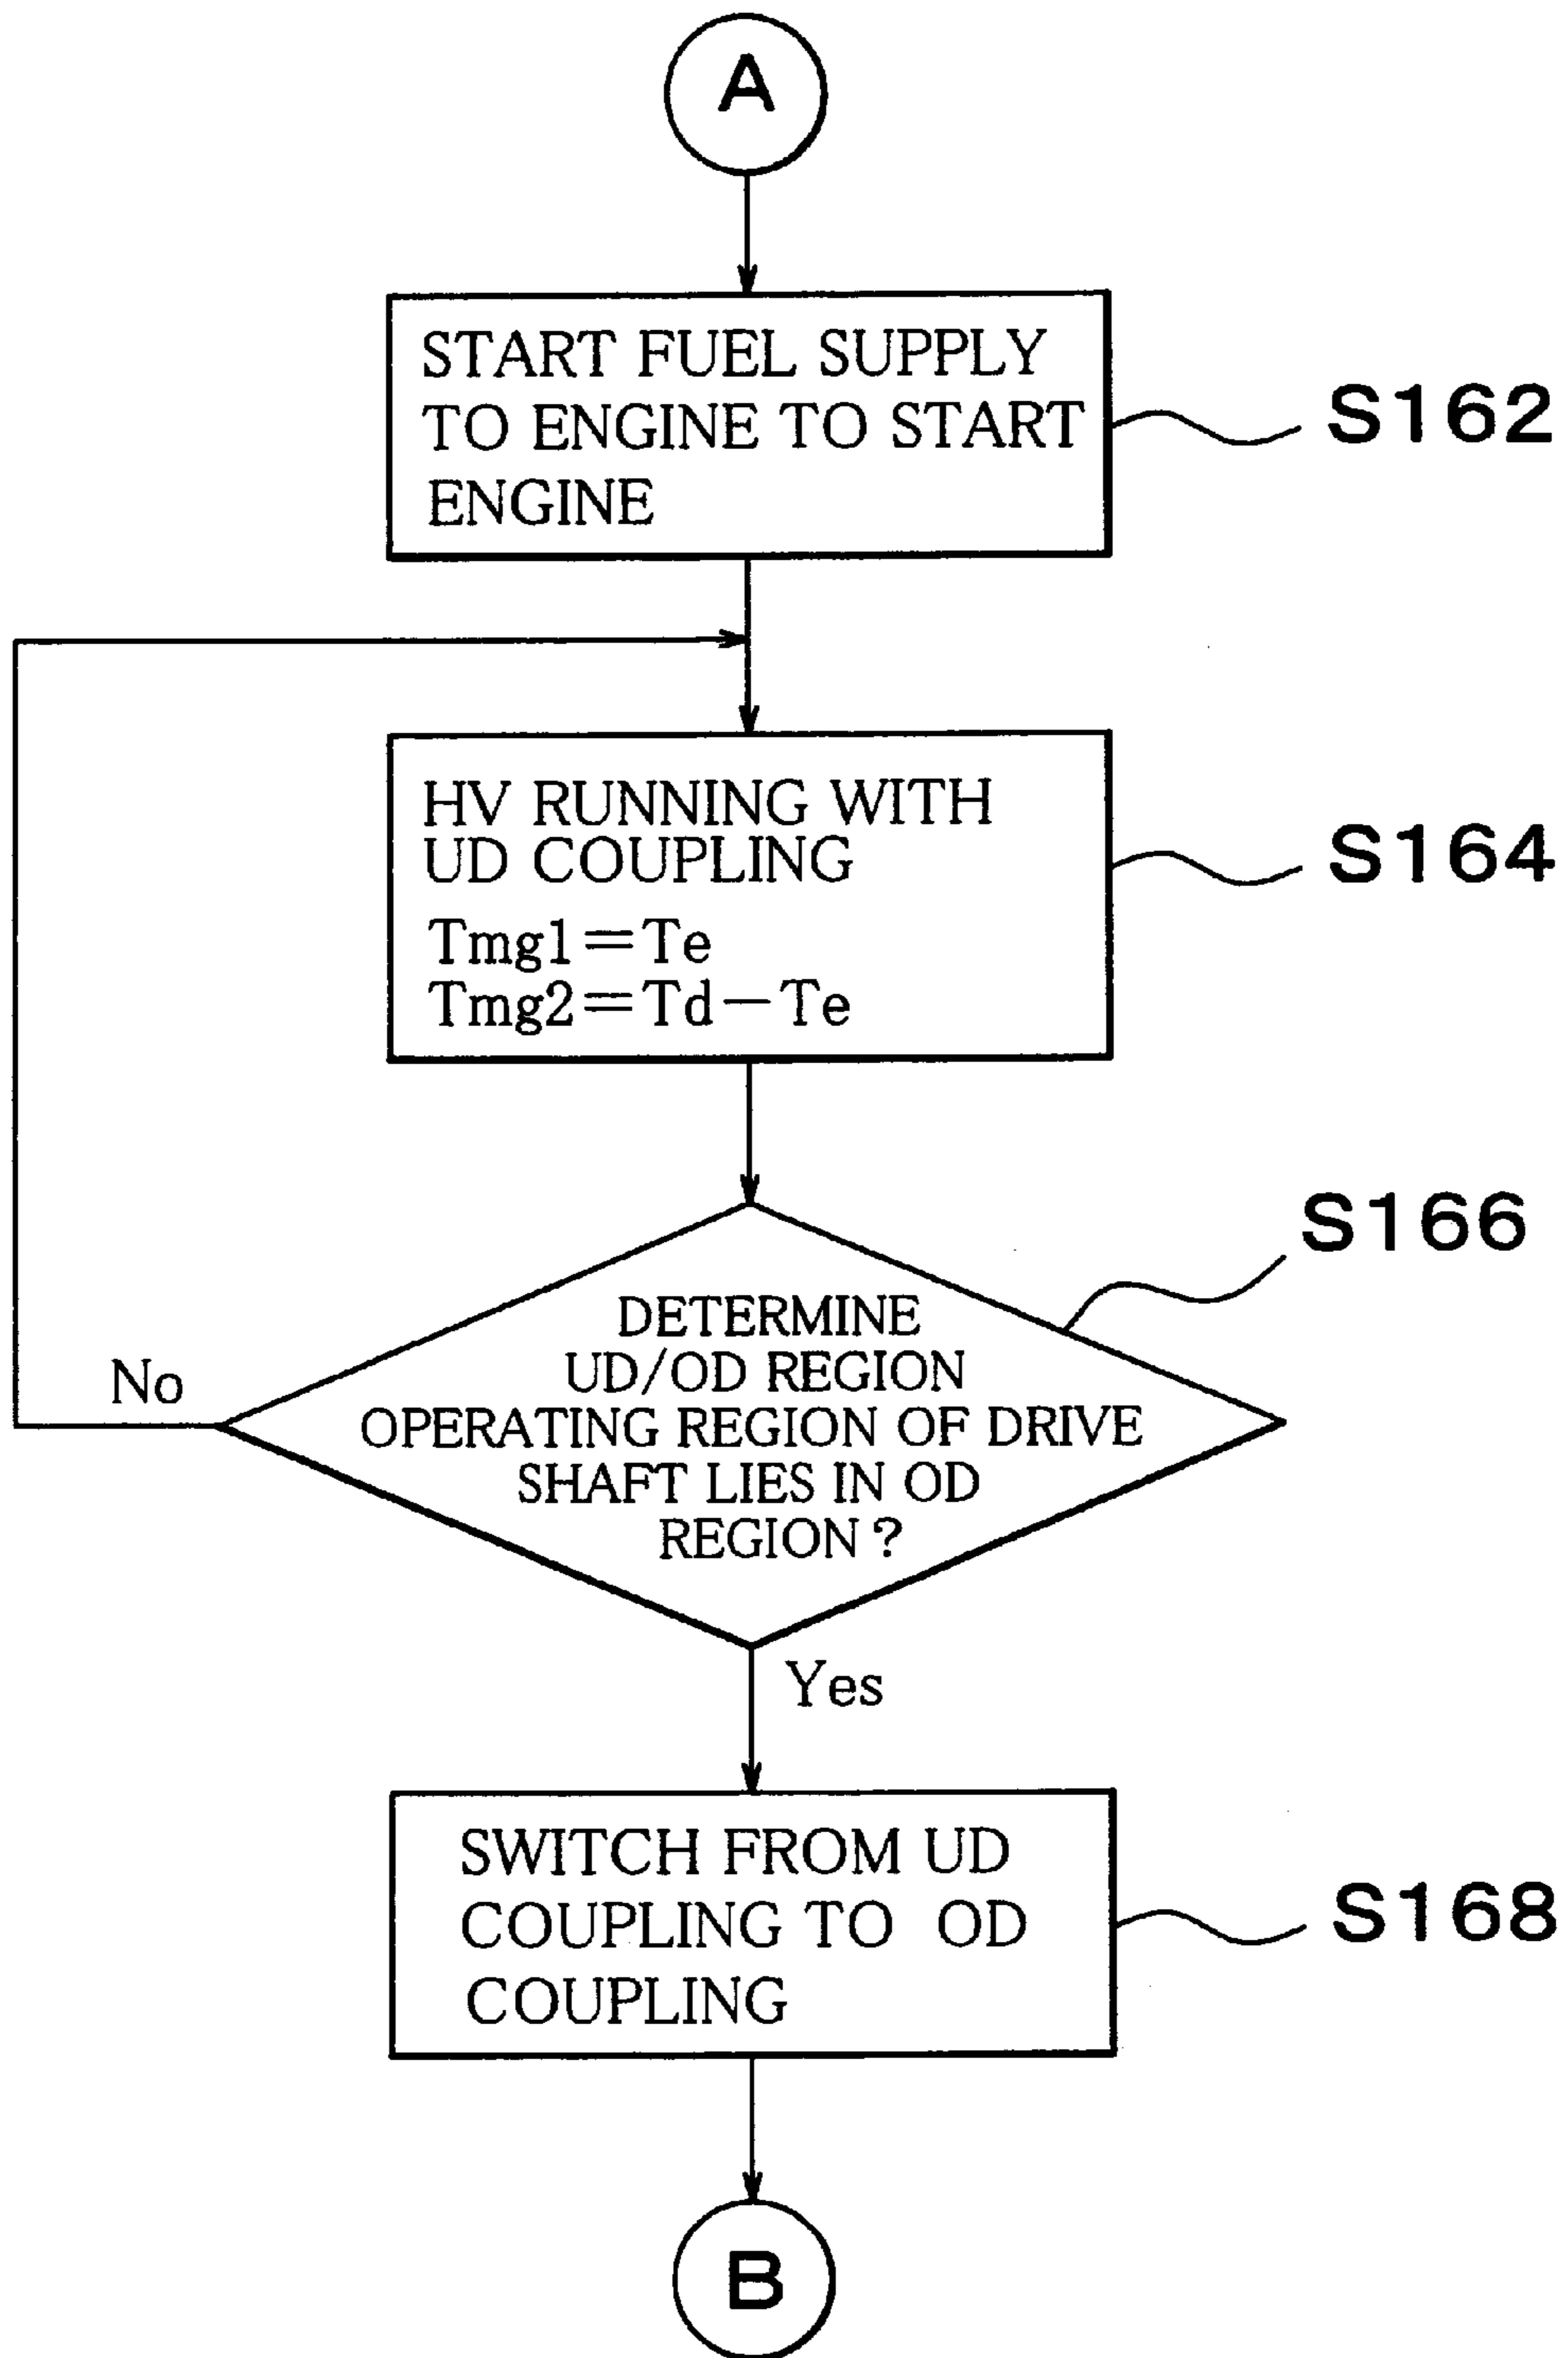 A
START FUEL SUPPLY
TO ENGINE TO START
ENGINE
S162
HV RUNNING WITH
UD COUPLING
Tmg1=Te
Tmg2=Td-Te
S164
S166
DETERMINE
UD/OD REGION
OPERATING REGION OF DRIVE
SHAFT LIES IN OD
REGION?
No
Yes
SWITCH FROM UD
COUPLING TO OD
COUPLING
S168
B